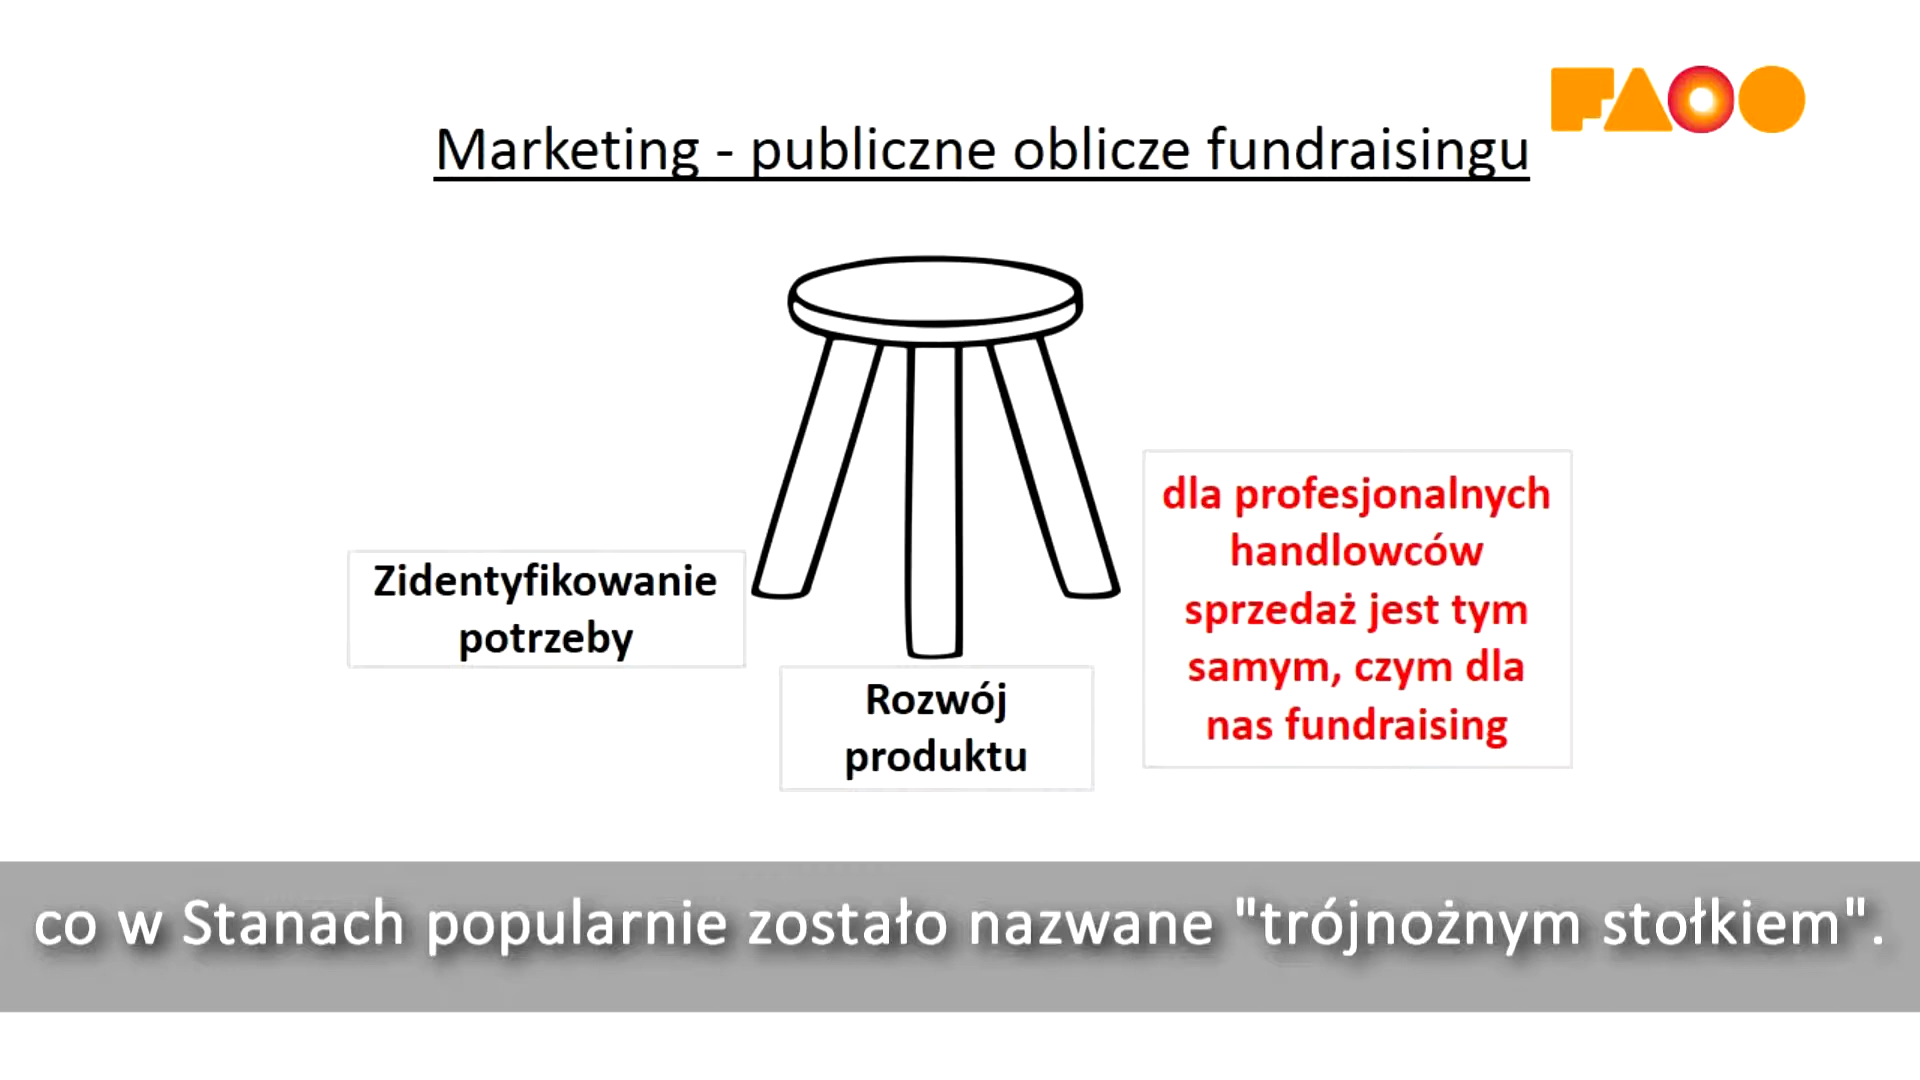 FAOO
Marketing - publiczne oblicze fundraisingu
Zidentyfikowanie
potrzeby
Rozwój
produktu
dla profesjonalnych
handlowców
sprzedaż jest tym
samym, czym dla
nas fundraising
co w Stanach popularnie zostało nazwane "trójnożnym stołkiem".